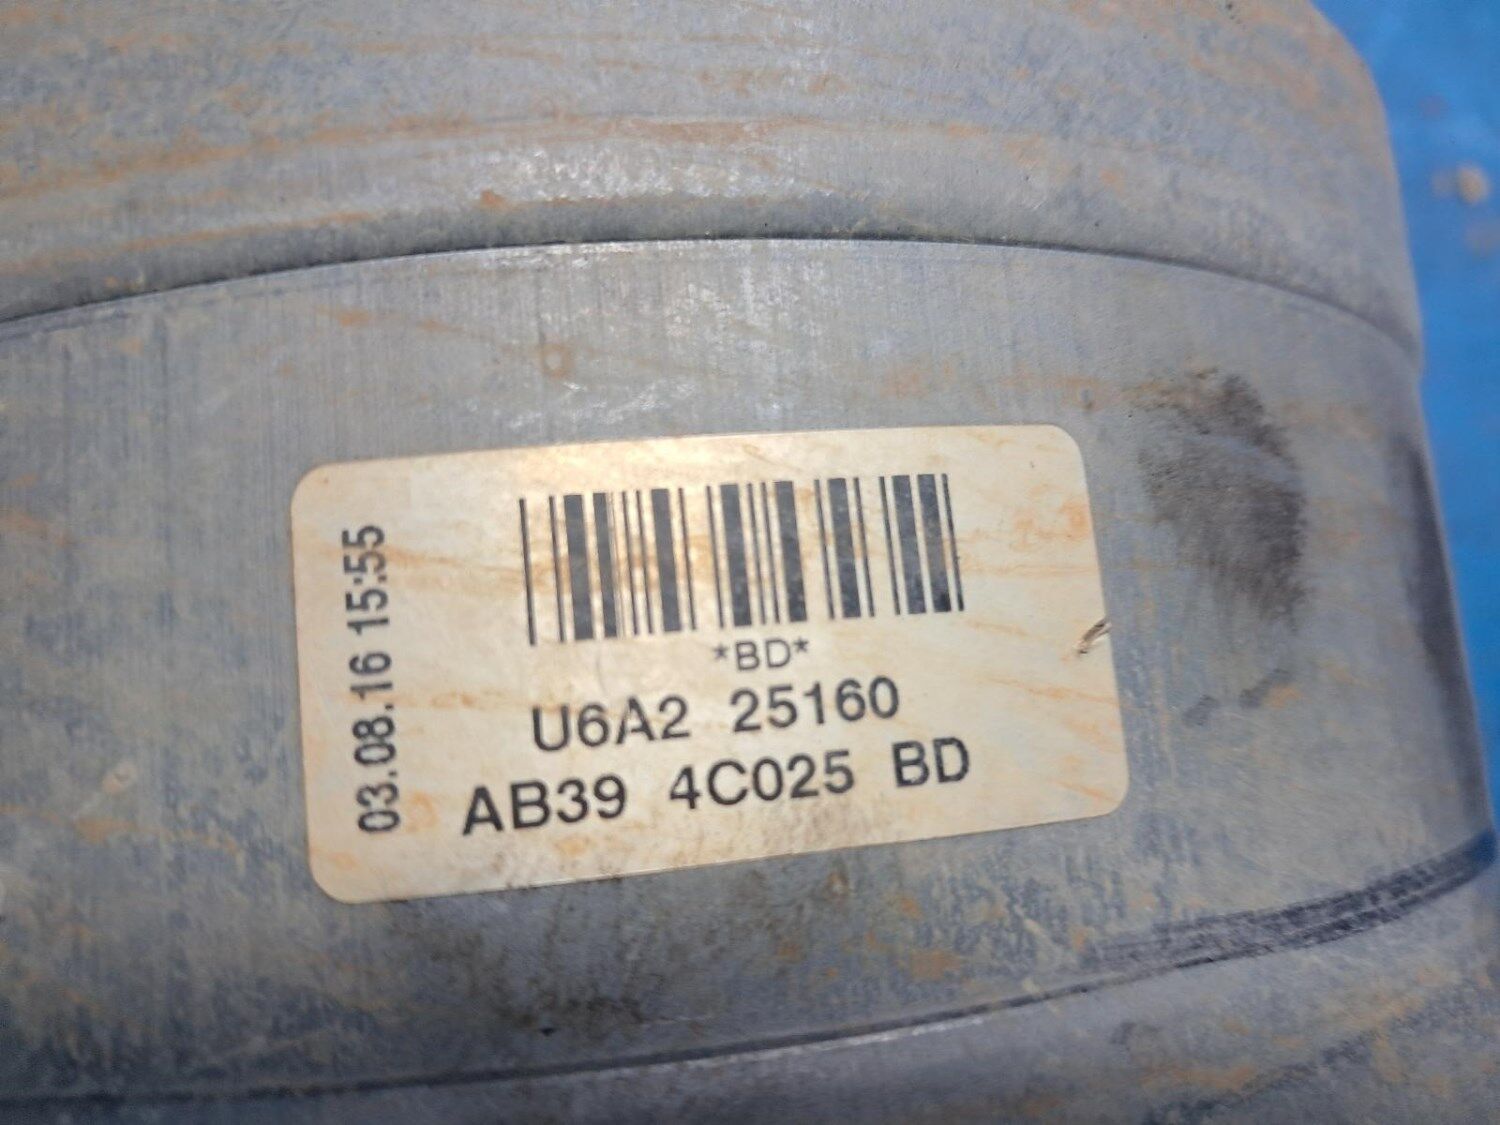 03.08.16 15:55
*BD*
U6A2 25160
AB39 4C025 BD